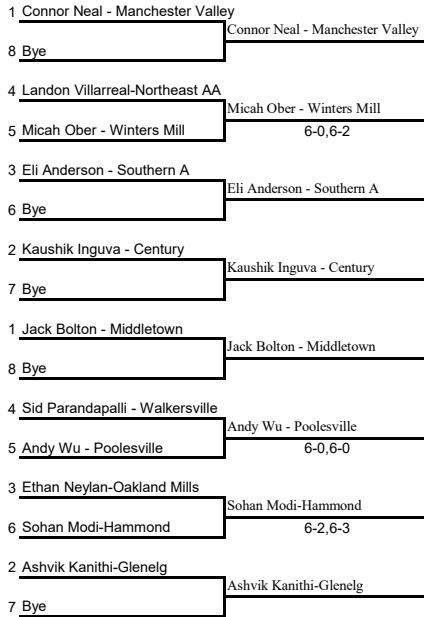 1 Connor Neal - Manchester Valley
Connor Neal - Manchester Valley
8 Bye
4 Landon Villarreal-Northeast AA
Micah Ober - Winters Mill
5 Micah Ober - Winters Mill
6-0,6-2
3 Eli Anderson - Southern A
Eli Anderson - Southern A
6 Bye
2 Kaushik Inguva - Century
Kaushik Inguva - Century
7 Bye
1 Jack Bolton - Middletown
Jack Bolton - Middletown
8 Bye
4 Sid Parandapalli - Walkersville
Andy Wu - Poolesville
5 Andy Wu - Poolesville
6-0,6-0
3 Ethan Neylan-Oakland Mills
Sohan Modi-Hammond
6 Sohan Modi-Hammond
6-2,6-3
2 Ashvik Kanithi-Glenelg
Ashvik Kanithi-Glenelg
7 Bye